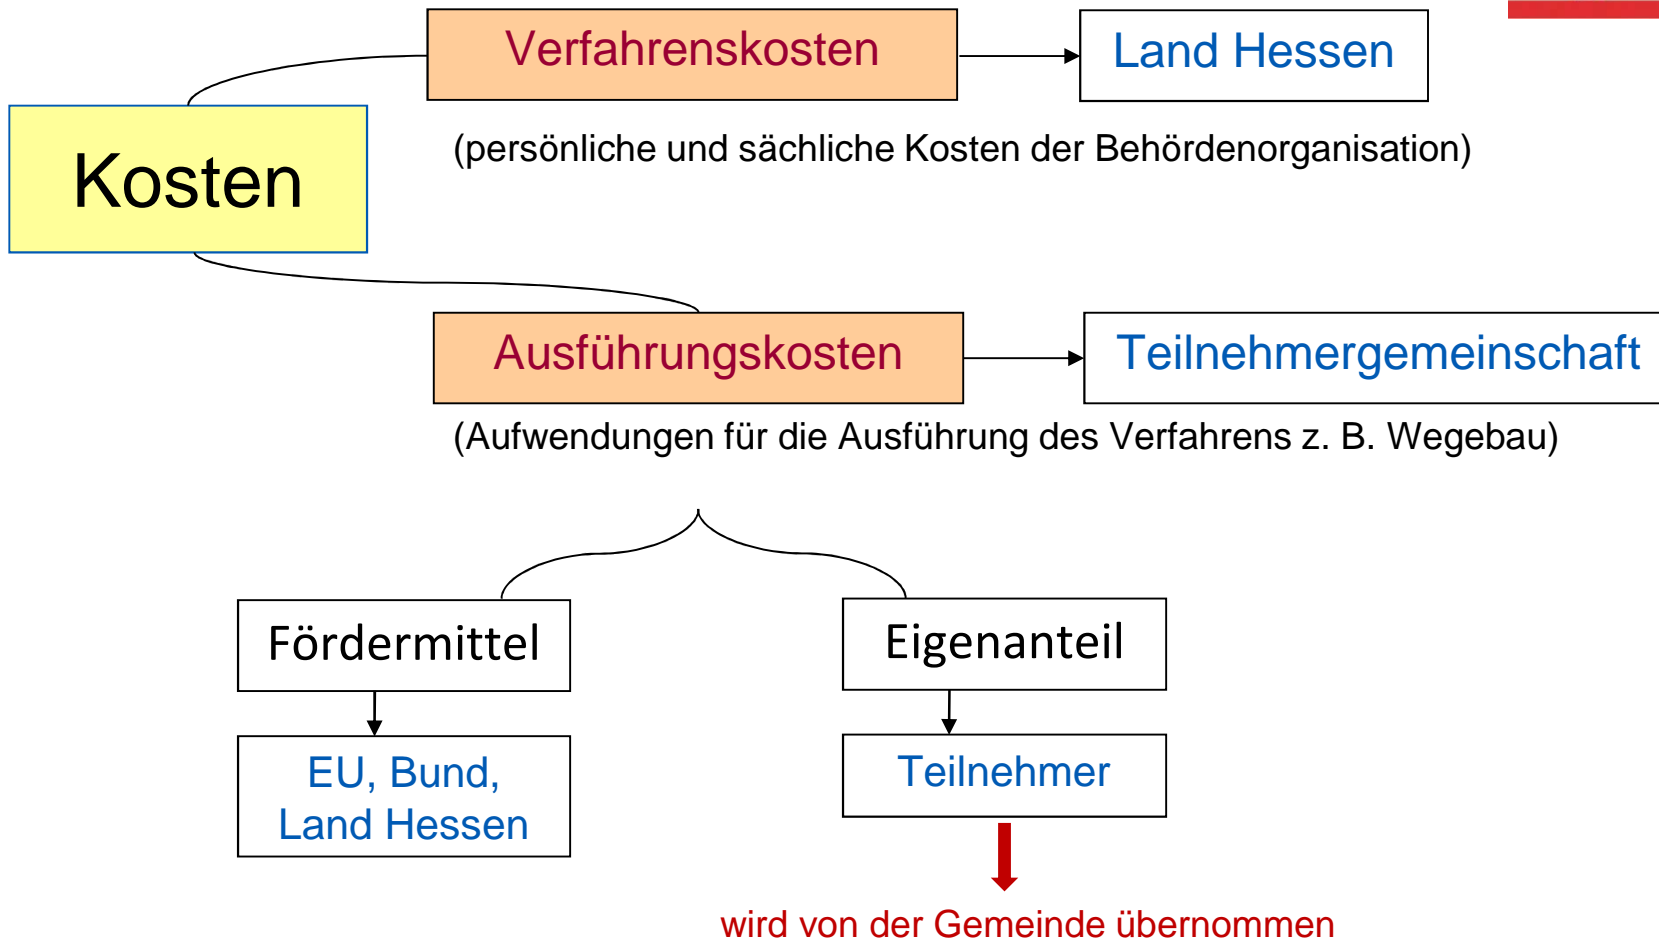 Verfahrenskosten
Land Hessen
Kosten
(persönliche und sächliche Kosten der Behördenorganisation)
Ausführungskosten
Teilnehmergemeinschaft
(Aufwendungen für die Ausführung des Verfahrens z. B. Wegebau)
Fördermittel
Eigenanteil
EU, Bund,
Land Hessen
Teilnehmer
wird von der Gemeinde übernommen